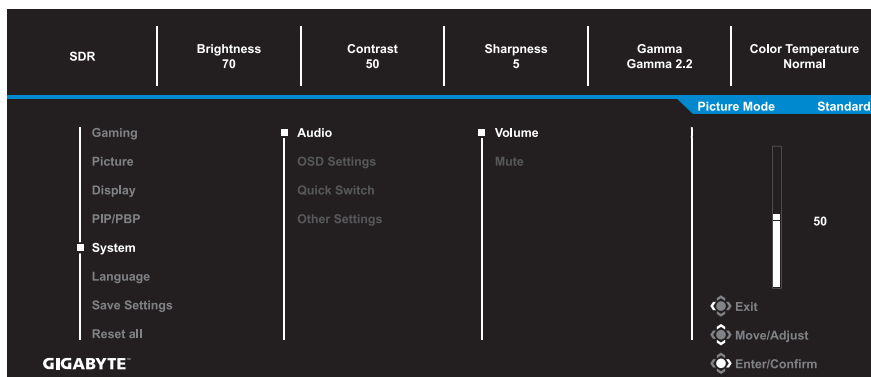 SDR
Brightness
70
Contrast
50
Sharpness
5
Gamma
Gamma 2.2
Color Temperature
Normal
Picture Mode Standard
Gaming
Picture
Display
PIP/PBP
System
Language
Save Settings
Reset all
Audio
OSD Settings
Quick Switch
Other Settings
Volume
Mute
50
Exit
Move/Adjust
Enter/Confirm
GIGABYTE™